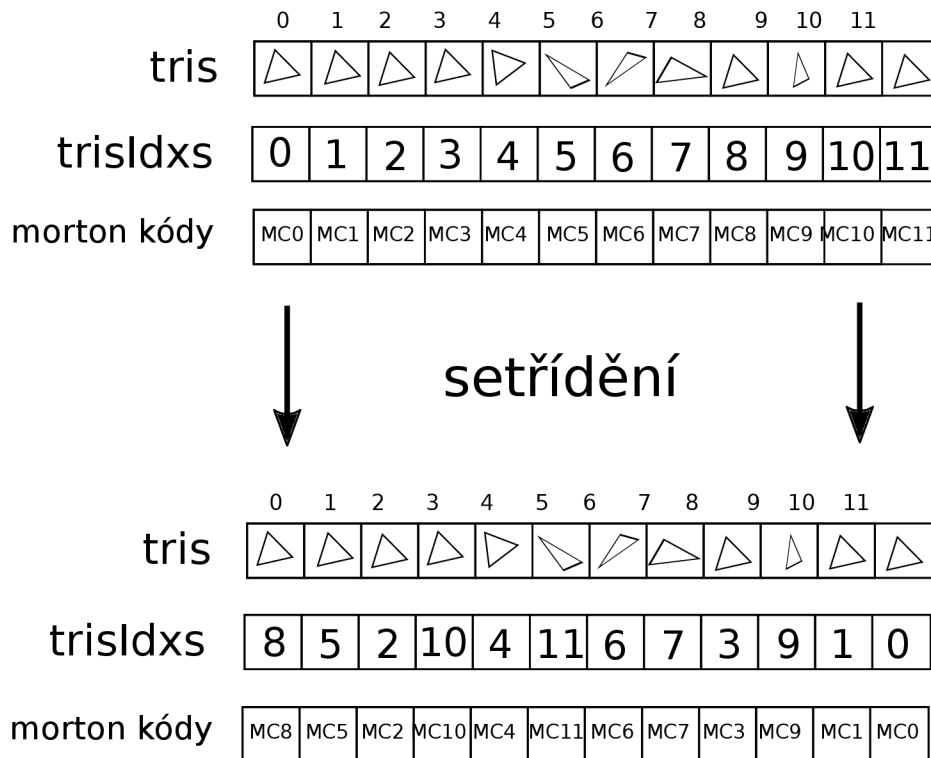 0 1 2 3 4 5 6 7 8 9 10 11
tris
trisIdxs 0 1 2 3 4 5 6 7 8 9 10 11
morton kódy MC0 MC1 MC2 MC3 MC4 MC5 MC6 MC7 MC8 MC9 MC10 MC11
setřídění
0 1 2 3 4 5 6 7 8 9 10 11
tris
trisIdxs 8 5 2 10 4 11 6 7 3 9 1 0
morton kódy MC8 MC5 MC2 MC10 MC4 MC11 MC6 MC7 MC3 MC9 MC1 MC0